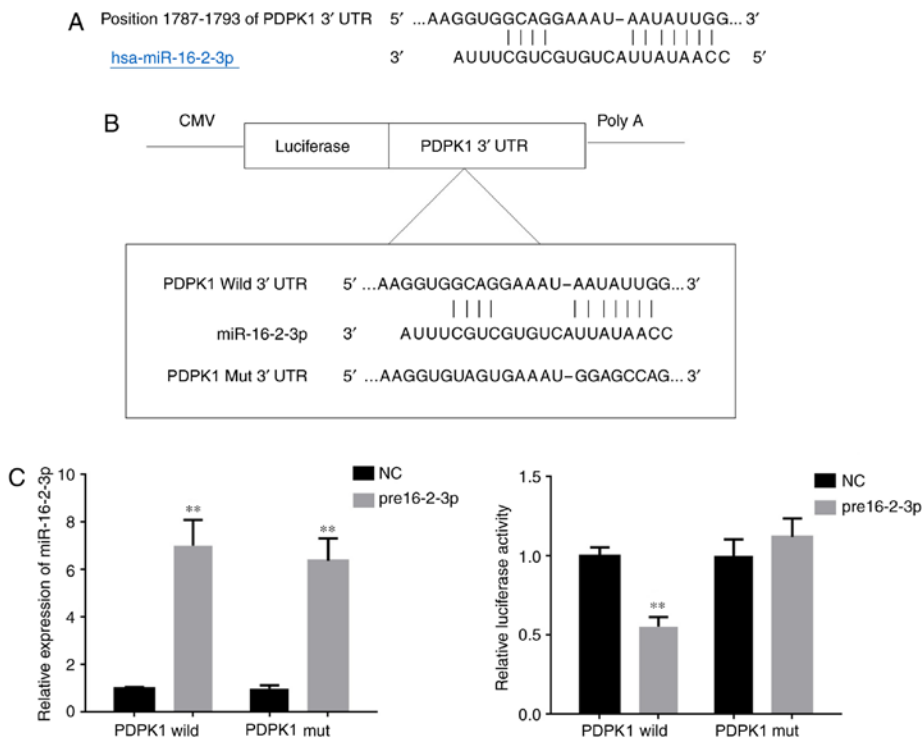 A
Position 1787-1793 of PDPK1 3′ UTR 5′ ...AAGGUGGCAGGAAAU–AAUAUUGG...3′
hsa-miR-16-2-3p 3′ AUUUCGUCGUGUCAUUAUAACC 5′
B
CMV
Luciferase
PDPK1 3′ UTR
Poly A
PDPK1 Wild 3′ UTR 5′ ...AAGGUGGCAGGAAAU–AAUAUUGG... 3′
miR-16-2-3p 3′ AUUUCGUCGUGUCAUUAUAACC
PDPK1 Mut 3′ UTR 5′ ...AAGGUGUAGUGAAAU–GGAGCCAG... 3′
C
Relative expression of miR-16-2-3p
10
8
6
4
2
0
**
**
NC
pre16-2-3p
PDPK1 wild
PDPK1 mut
Relative luciferase activity
1.5
1.0
0.5
0.0
**
NC
pre16-2-3p
PDPK1 wild
PDPK1 mut